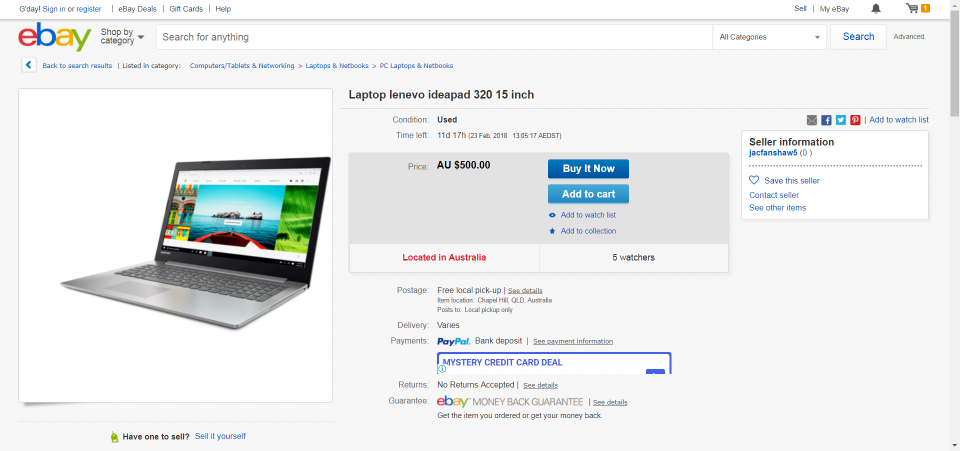 G'day! Sign in or register | eBay Deals | Gift Cards | Help Sell | My eBay 1
ebay Shop by category Search for anything All Categories Search Advanced
Back to search results | Listed in category: Computers/Tablets & Networking > Laptops & Netbooks > PC Laptops & Netbooks
Laptop lenevo ideapad 320 15 inch
Condition: Used
Time left: 11d 17h (23 Feb, 2018 13:05:17 AEDST)
| Add to watch list
Price: AU $500.00
Buy It Now
Add to cart
Add to watch list
Add to collection
Located in Australia 5 watchers
Seller information
jacfanshaw5 (0 )
Save this seller
Contact seller
See other items
Postage: Free local pick-up | See details
Item location: Chapel Hill, QLD, Australia
Posts to: Local pickup only
Delivery: Varies
Payments: PayPal, Bank deposit | See payment information
MYSTERY CREDIT CARD DEAL
Returns: No Returns Accepted | See details
Guarantee: ebay MONEY BACK GUARANTEE | See details
Get the item you ordered or get your money back.
Have one to sell? Sell it yourself